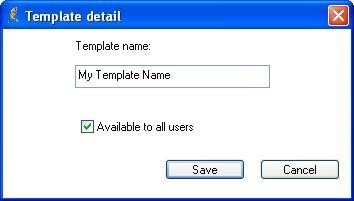 Template detail
Template name:
My Template Name
Available to all users
Save
Cancel